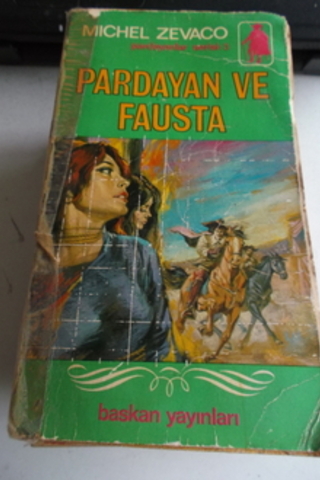 MICHEL ZEVACO
PARDAYAN VE
FAUSTA
baskan yayınları